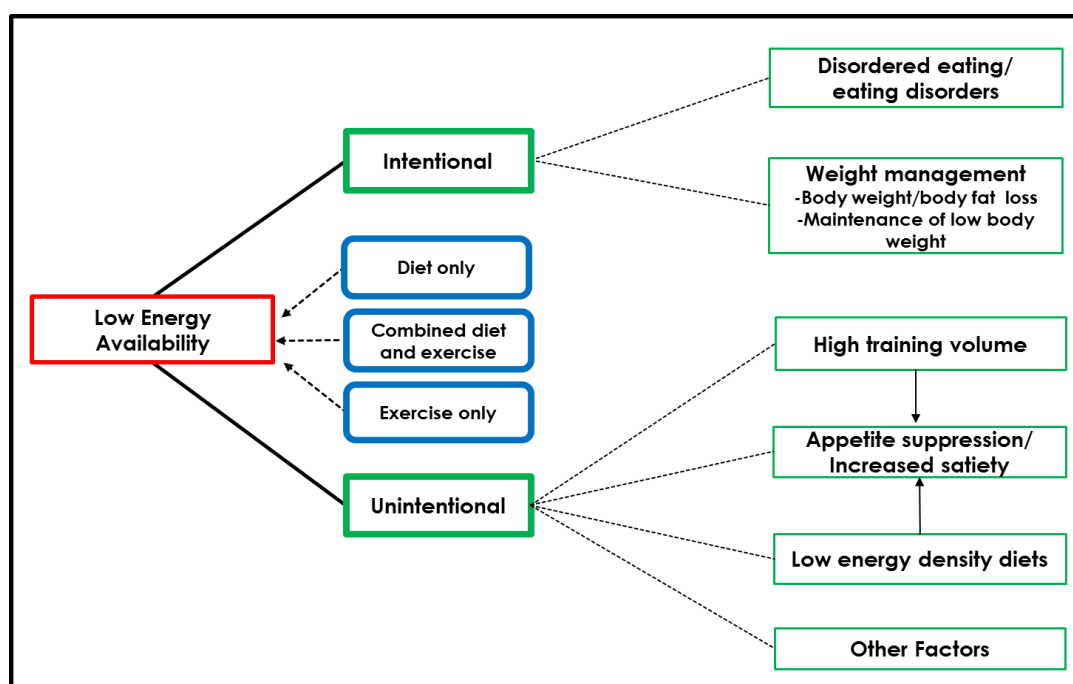 Disordered eating/
eating disorders
Intentional
Weight management
-Body weight/body fat loss
-Maintenance of low body
weight
Diet only
Low Energy
Availability
Combined diet
and exercise
High training volume
Exercise only
Appetite suppression/
Increased satiety
Unintentional
Low energy density diets
Other Factors